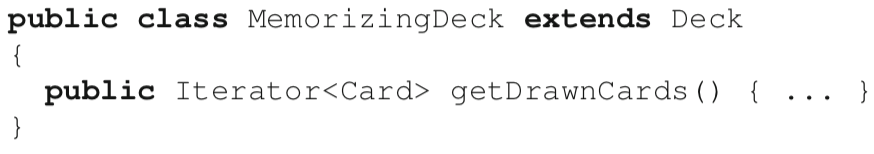 public class MemorizingDeck extends Deck
{
  public Iterator<Card> getDrawnCards() { ... }
}